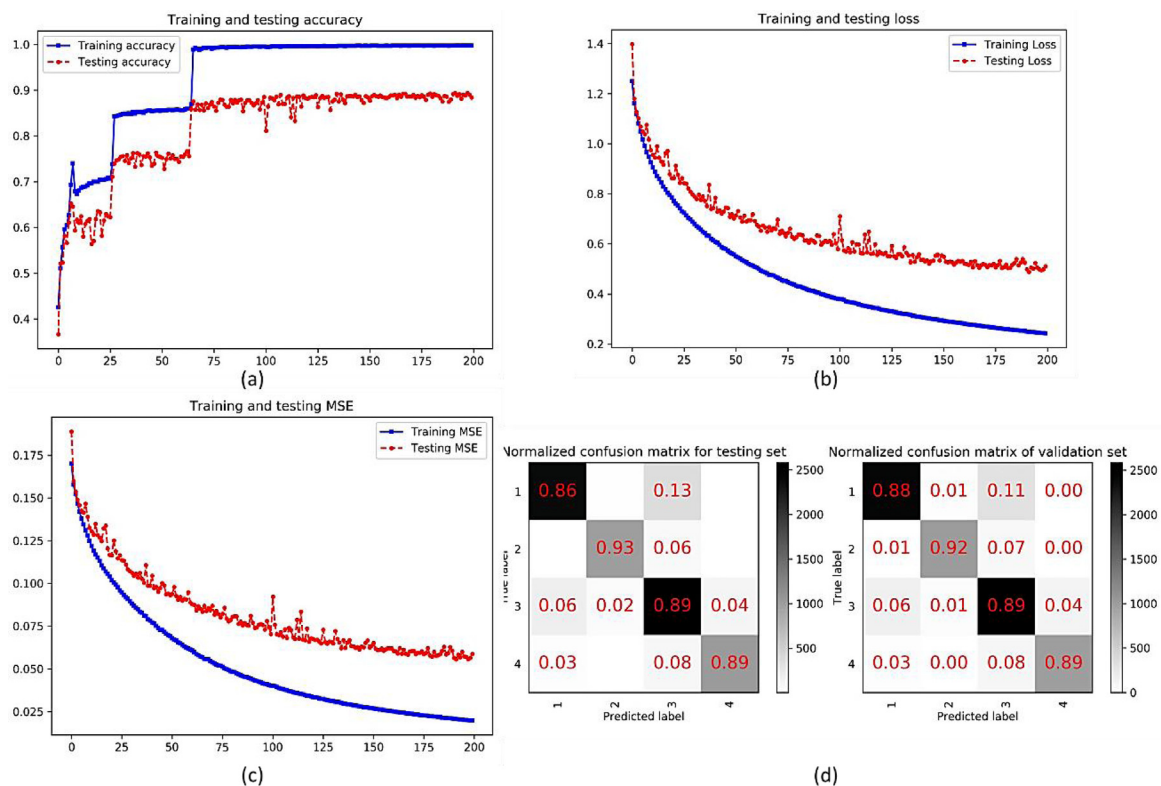 Training and testing accuracy
1.0
0.9
0.8
0.7
0.6
0.5
0.4
Training accuracy
Testing accuracy
0 25 50 75 100 125 150 175 200
(a)
Training and testing loss
1.4
1.2
1.0
0.8
0.6
0.4
0.2
Training Loss
Testing Loss
0 25 50 75 100 125 150 175 200
(b)
Training and testing MSE
0.175
0.150
0.125
0.100
0.075
0.050
0.025
Training MSE
Testing MSE
0 25 50 75 100 125 150 175 200
(c)
Normalized confusion matrix for testing set
True label
1 0.86 0.13
2 0.93 0.06
3 0.06 0.02 0.89 0.04
4 0.03 0.08 0.89
1 2 3 4
Predicted label
2500
2000
1500
1000
500
Normalized confusion matrix of validation set
True label
1 0.88 0.01 0.11 0.00
2 0.01 0.92 0.07 0.00
3 0.06 0.01 0.89 0.04
4 0.03 0.00 0.08 0.89
1 2 3 4
Predicted label
2500
2000
1500
1000
500
0
(d)